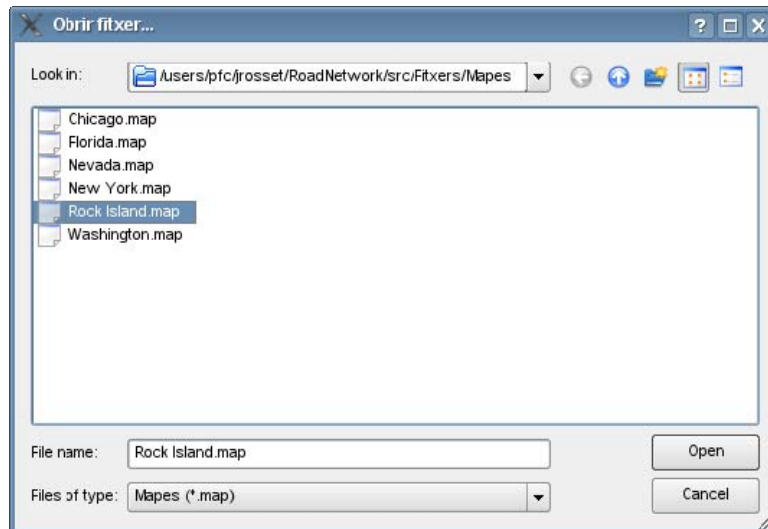 Obrir fitxer...
Look in: /users/pfc/jrosset/RoadNetwork/src/Fitxers/Mapes
Chicago.map
Florida.map
Nevada.map
New York.map
Rock Island.map
Washington.map
File name: Rock Island.map Open
Files of type: Mapes (*.map) Cancel